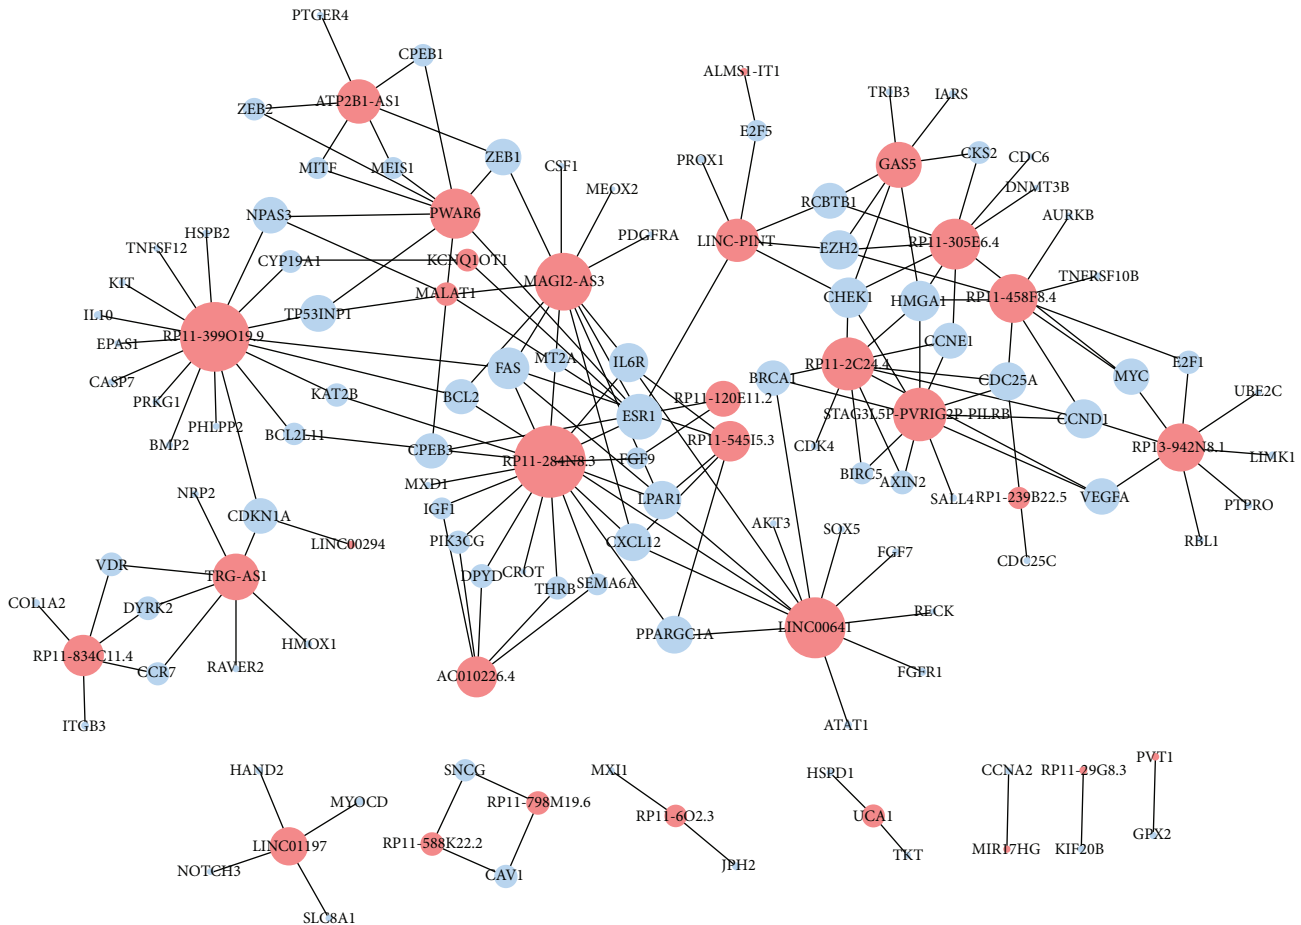 PTGER4
CPEB1
ALMS1-IT1
TRIB3
IARS
ATP2B1-AS1
ZEB2
E2F5
ZEB1
CSF1
PROX1
GAS5
CKS2
CDC6
MITF
MEIS1
MEOX2
DNMT3B
RCBTB1
NPAS3
PWAR6
AURKB
HSPB2
PDGFRA
LINC-PINT
EZH2
RP11-305E6.4
TNFSF12
CYP19A1
KCNQ1OT1
MAGI2-AS3
TNFRSF10B
KIT
MALAT1
CHEK1
HMGA1
RP11-458F8.4
IL10
TP53INP1
RP11-399O19.9
EPAS1
CCNE1
MT2A
IL6R
RP11-2C24.4
E2F1
FAS
BRCA1
CDC25A
MYC
CASP7
KAT2B
BCL2
RP11-120E11.2
UBE2C
PRKG1
ESR1
STAG3L5P-PVRIG2P-PILRB
CCND1
PHLPP2
BCL2L11
RP11-545I5.3
BMP2
CPEB3
CDK4
RP13-942N8.1
RP11-284N8.3
FGF9
LIMK1
MXD1
BIRC5
AXIN2
NRP2
LPAR1
SALL4
RP1-239B22.5
VEGFA
PTPRO
IGF1
CDKN1A
AKT3
SOX5
LINC00294
PIK3CG
CXCL12
RBL1
FGF7
CDC25C
VDR
TRG-AS1
DPYD
CROT
THRB
SEMA6A
COL1A2
DYRK2
RECK
LINC00641
PPARGC1A
HMOX1
RP11-834C11.4
CCR7
RAVER2
AC010226.4
FGFR1
ITGB3
ATAT1
HAND2
SNCG
MXI1
HSPD1
CCNA2
RP11-29G8.3
PVT1
MYOCD
RP11-798M19.6
RP11-6O2.3
UCA1
LINC01197
RP11-588K22.2
MIR17HG
KIF20B
GPX2
NOTCH3
CAV1
JPH2
TKT
SLC8A1